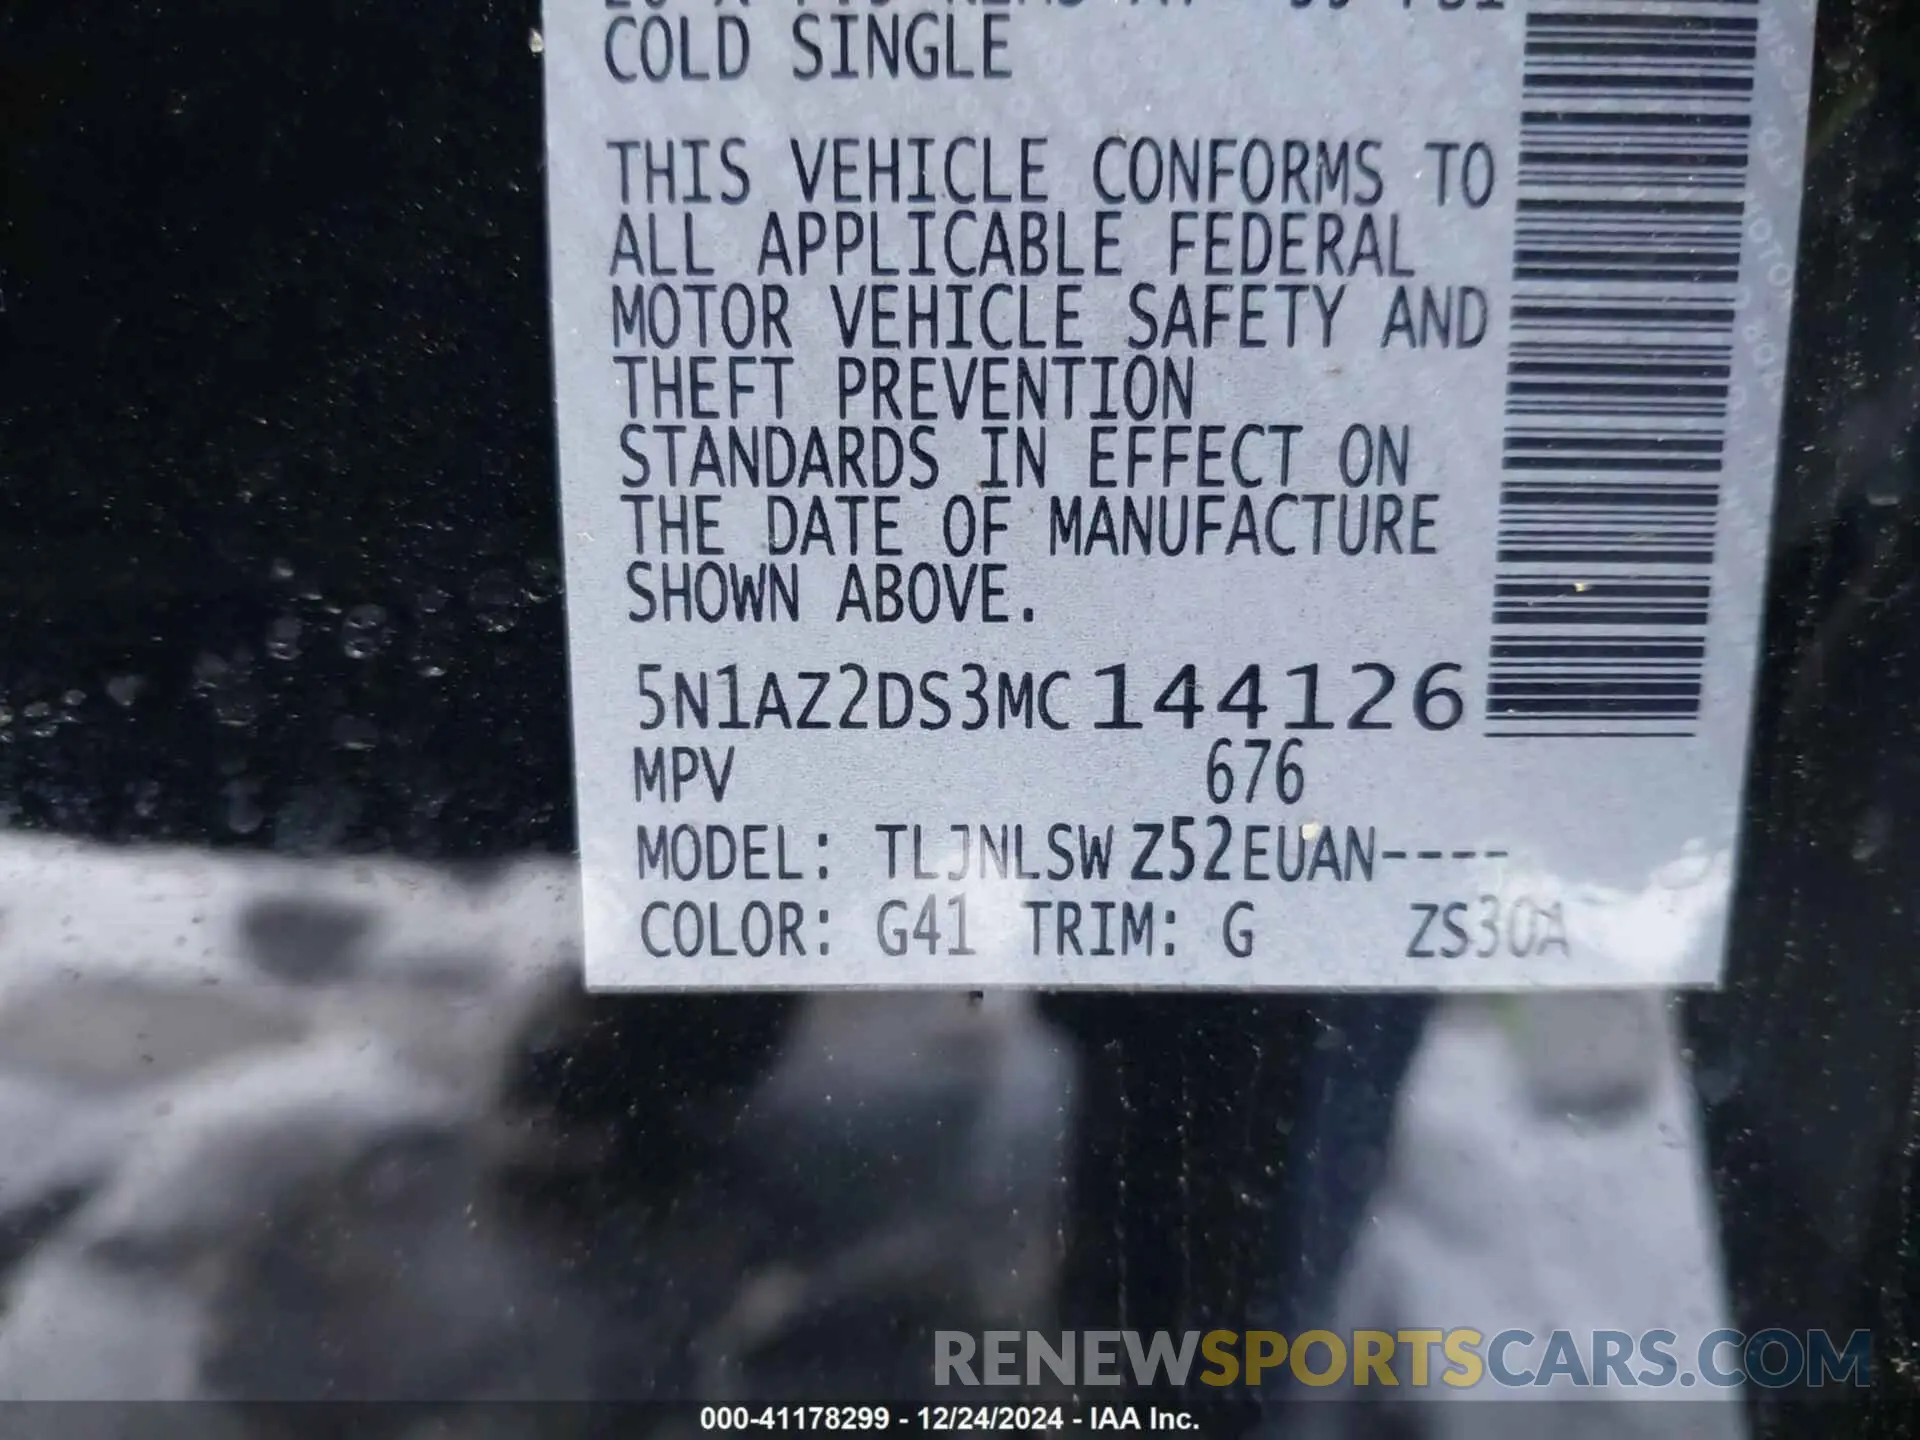 COLD SINGLE
THIS VEHICLE CONFORMS TO
ALL APPLICABLE FEDERAL
MOTOR VEHICLE SAFETY AND
THEFT PREVENTION
STANDARDS IN EFFECT ON
THE DATE OF MANUFACTURE
SHOWN ABOVE.
5N1AZ2DS3MC144126
MPV 676
MODEL: TLJNLSW Z52EUAN----
COLOR: G41 TRIM: G ZS30A
RENEWSPORTSCARS.COM
000-41178299 - 12/24/2024 - IAA Inc.